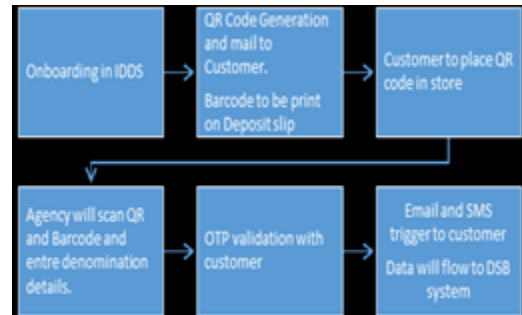 Onboarding in IDDS
QR Code Generation
and mail to
Customer.
Barcode to be print
on Deposit slip
Customer to place QR
code in store
Agency will scan QR
and Barcode and
entre denomination
details.
OTP validation with
customer
Email and SMS
trigger to customer
Data will flow to DSB
system